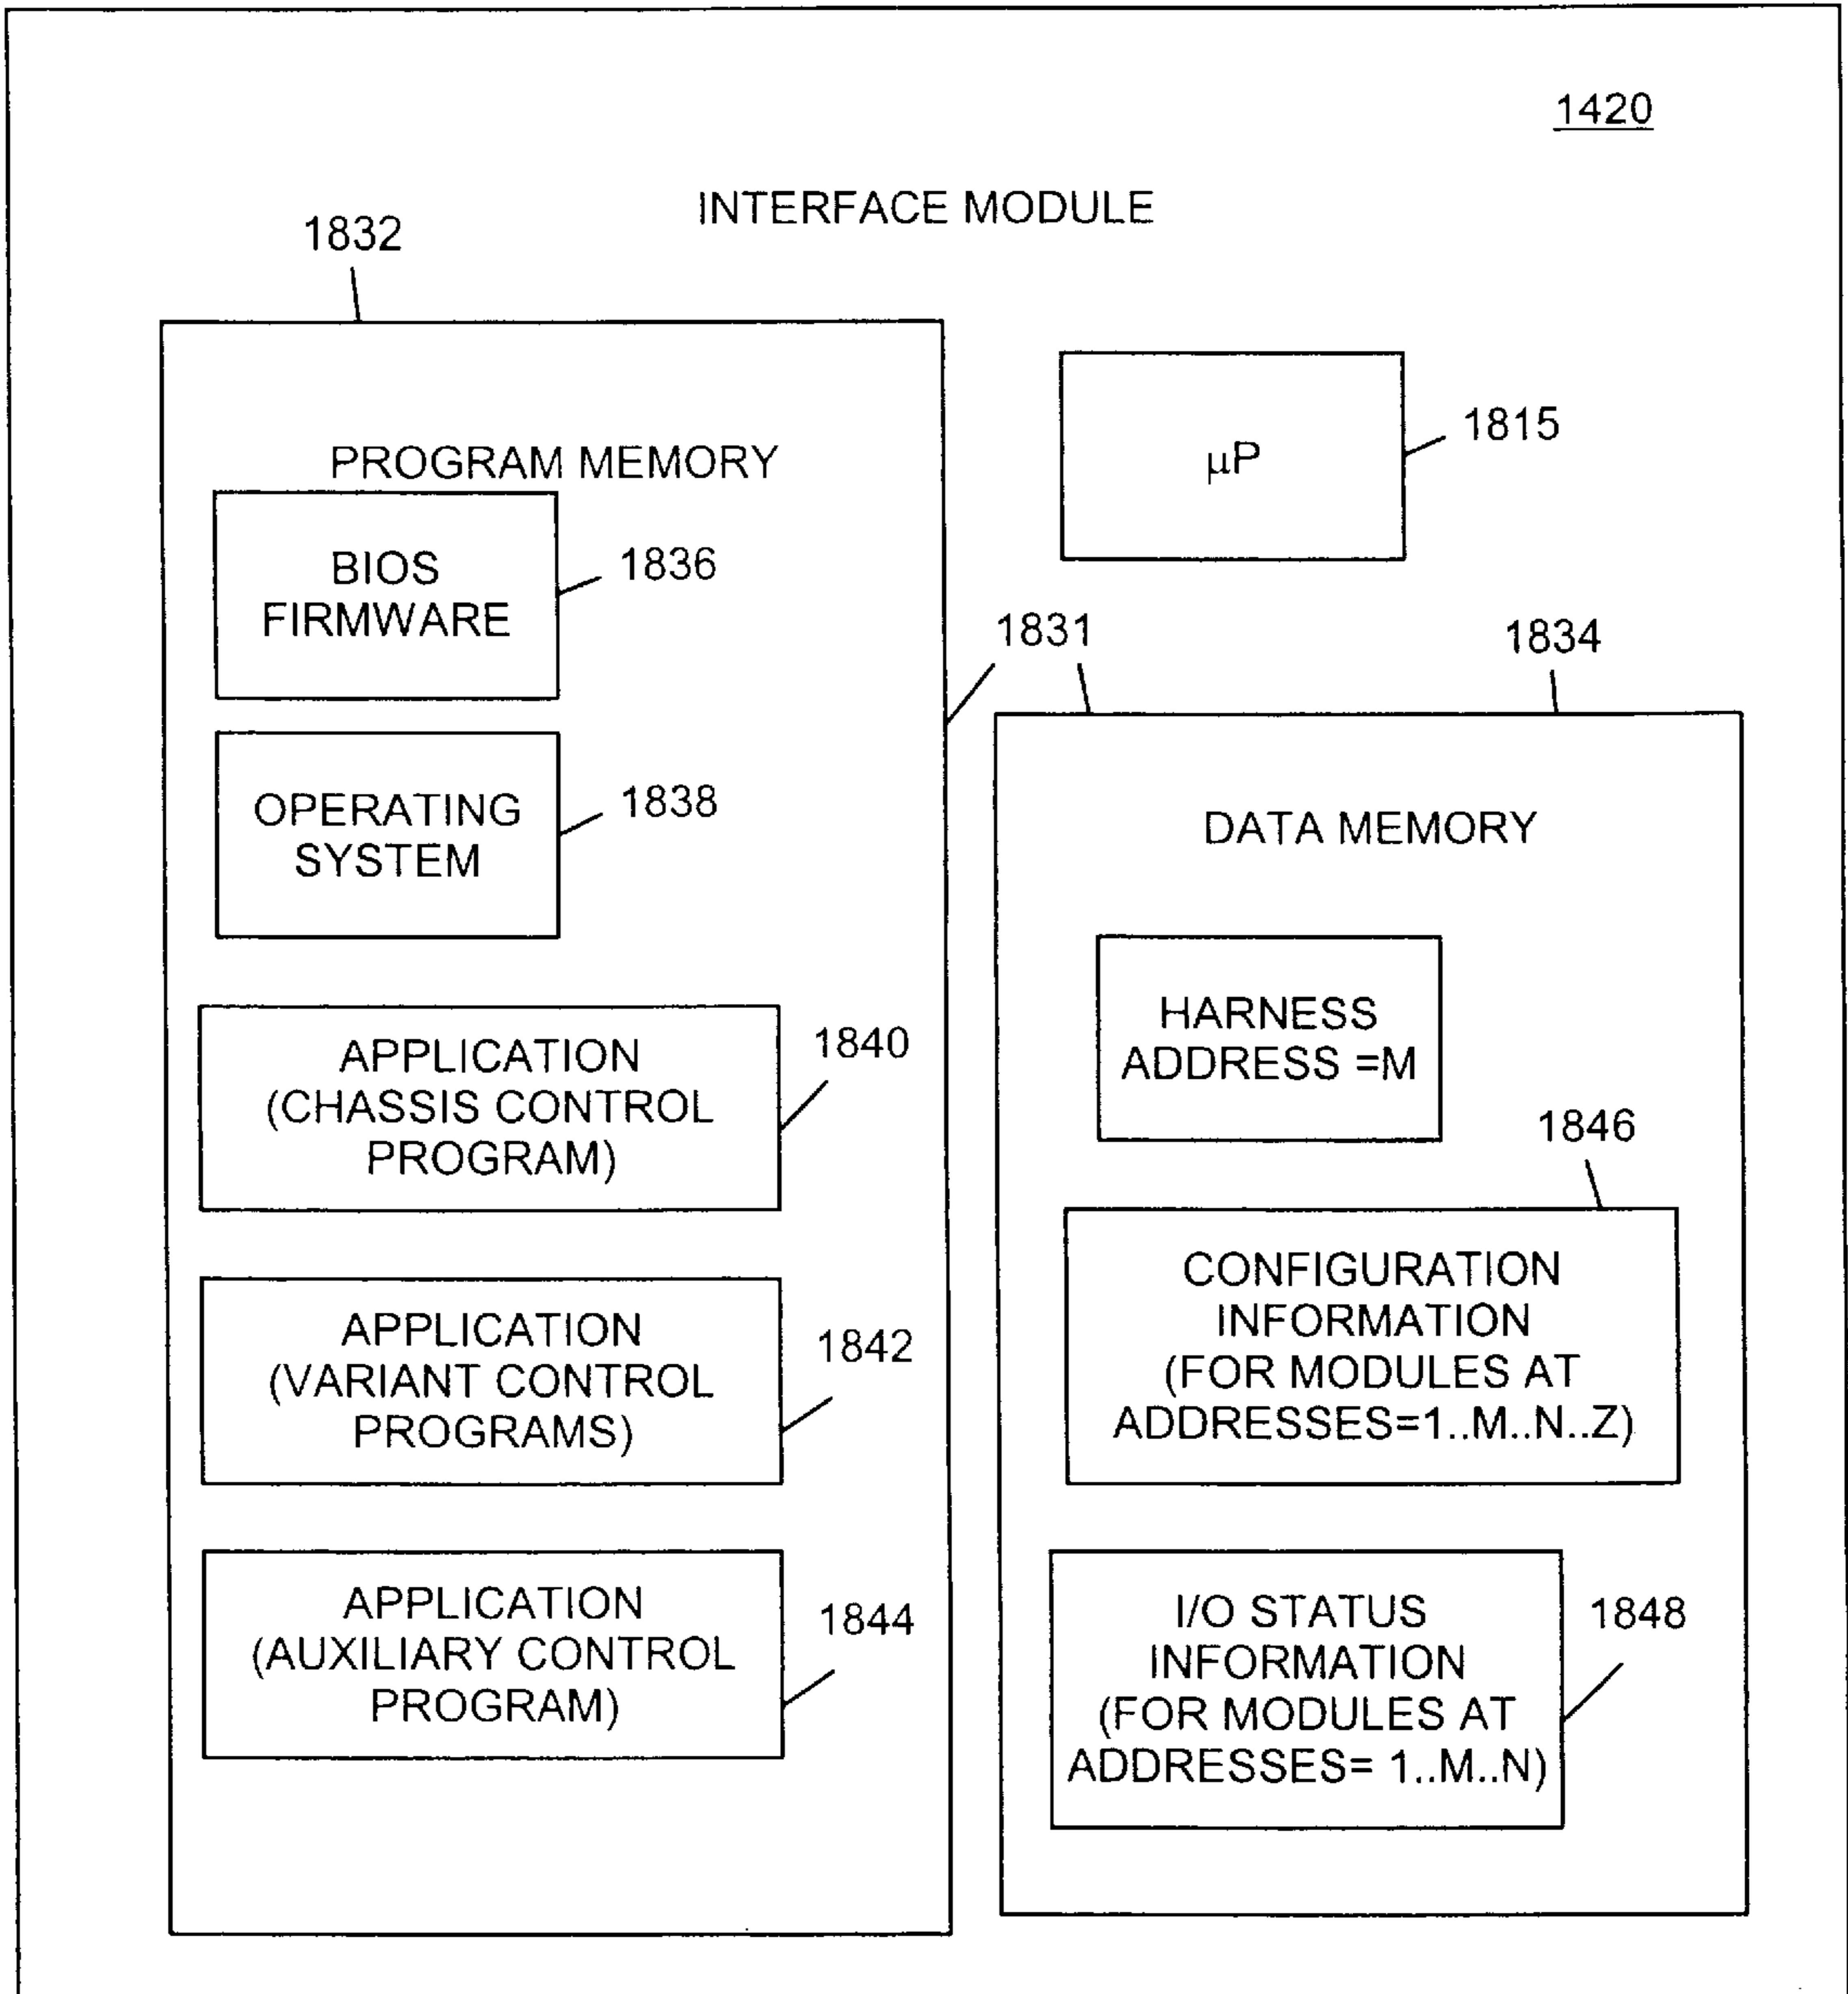 1420
INTERFACE MODULE
1832
PROGRAM MEMORY
BIOS
FIRMWARE
1836
OPERATING
SYSTEM
1838
APPLICATION
(CHASSIS CONTROL
PROGRAM)
1840
APPLICATION
(VARIANT CONTROL
PROGRAMS)
1842
APPLICATION
(AUXILIARY CONTROL
PROGRAM)
1844
μP
1815
1831
1834
DATA MEMORY
HARNESS
ADDRESS =M
1846
CONFIGURATION
INFORMATION
(FOR MODULES AT
ADDRESSES=1..M..N..Z)
I/O STATUS
INFORMATION
(FOR MODULES AT
ADDRESSES= 1..M..N)
1848